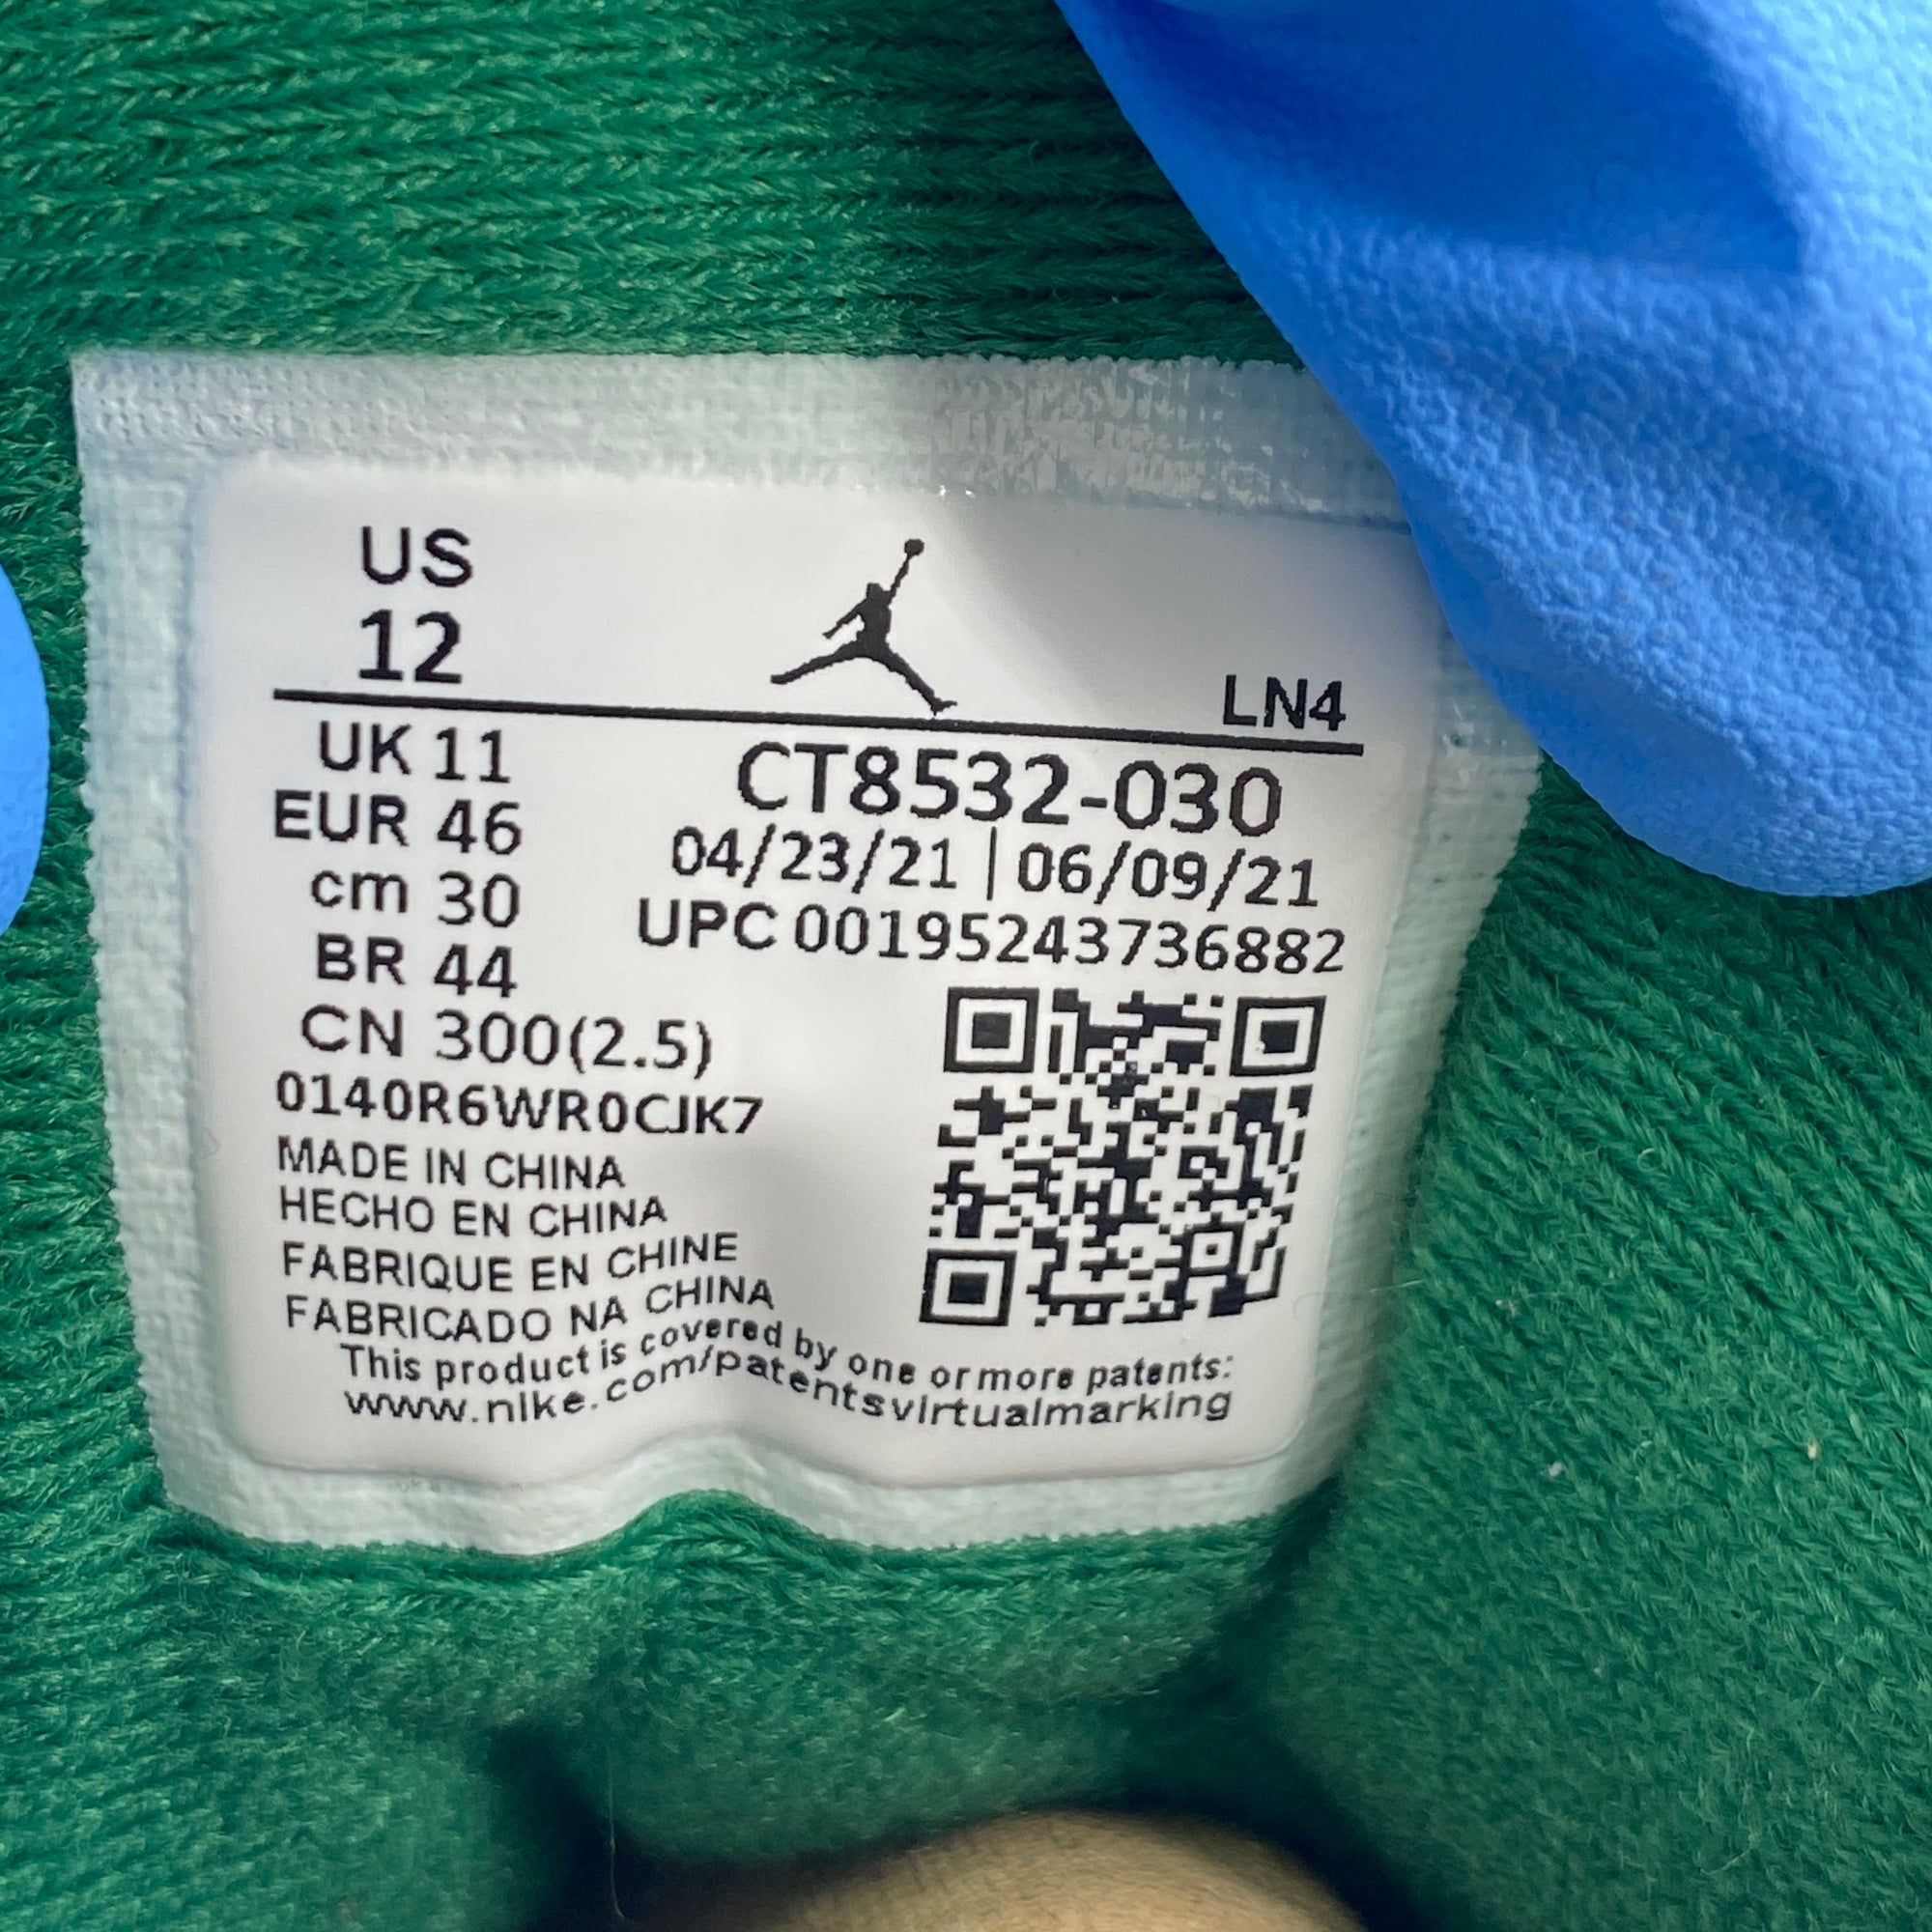 US
12
LN4
UK 11
CT8532-030
EUR 46
04/23/21 | 06/09/21
cm 30
UPC 00195243736882
BR 44
CN 300(2.5)
0140R6WR0CJK7
MADE IN CHINA
HECHO EN CHINA
FABRIQUE EN CHINE
FABRICADO NA CHINA
This product is covered by one or more patents:
www.nike.com/patentsvirtualmarking